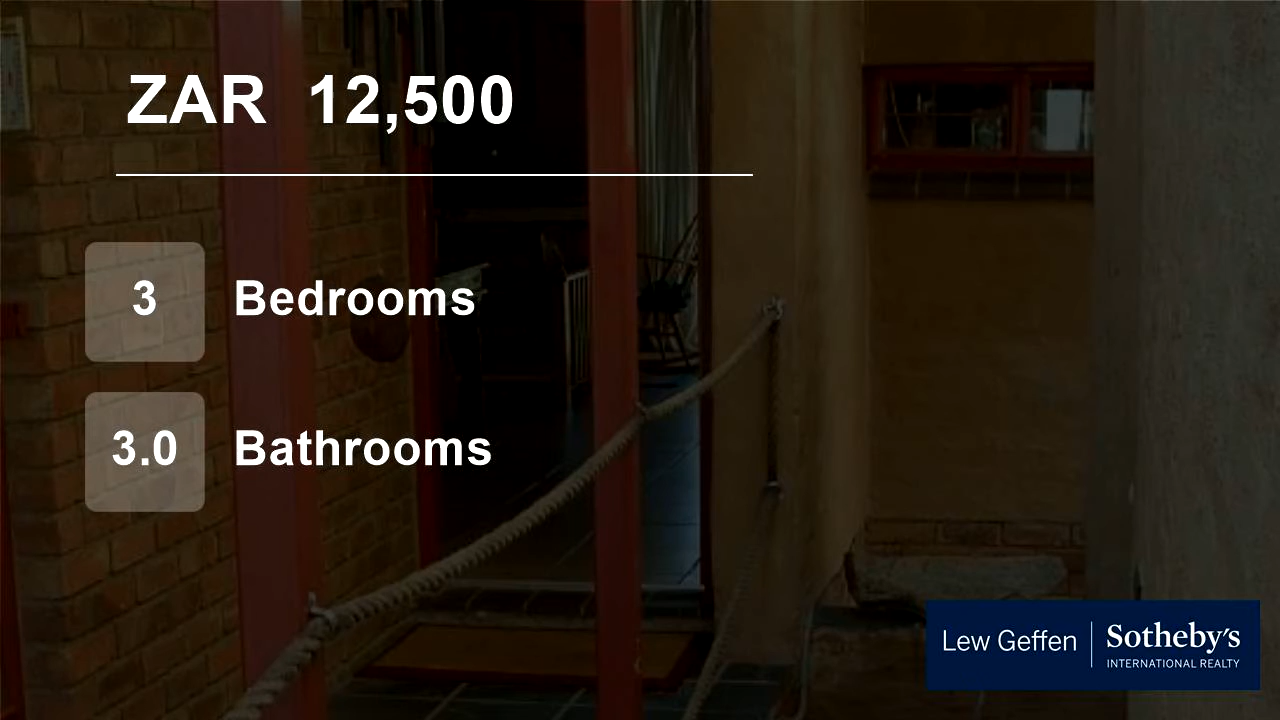 ZAR 12,500
3 Bedrooms
3.0 Bathrooms
Lew Geffen | Sotheby's
INTERNATIONAL REALTY